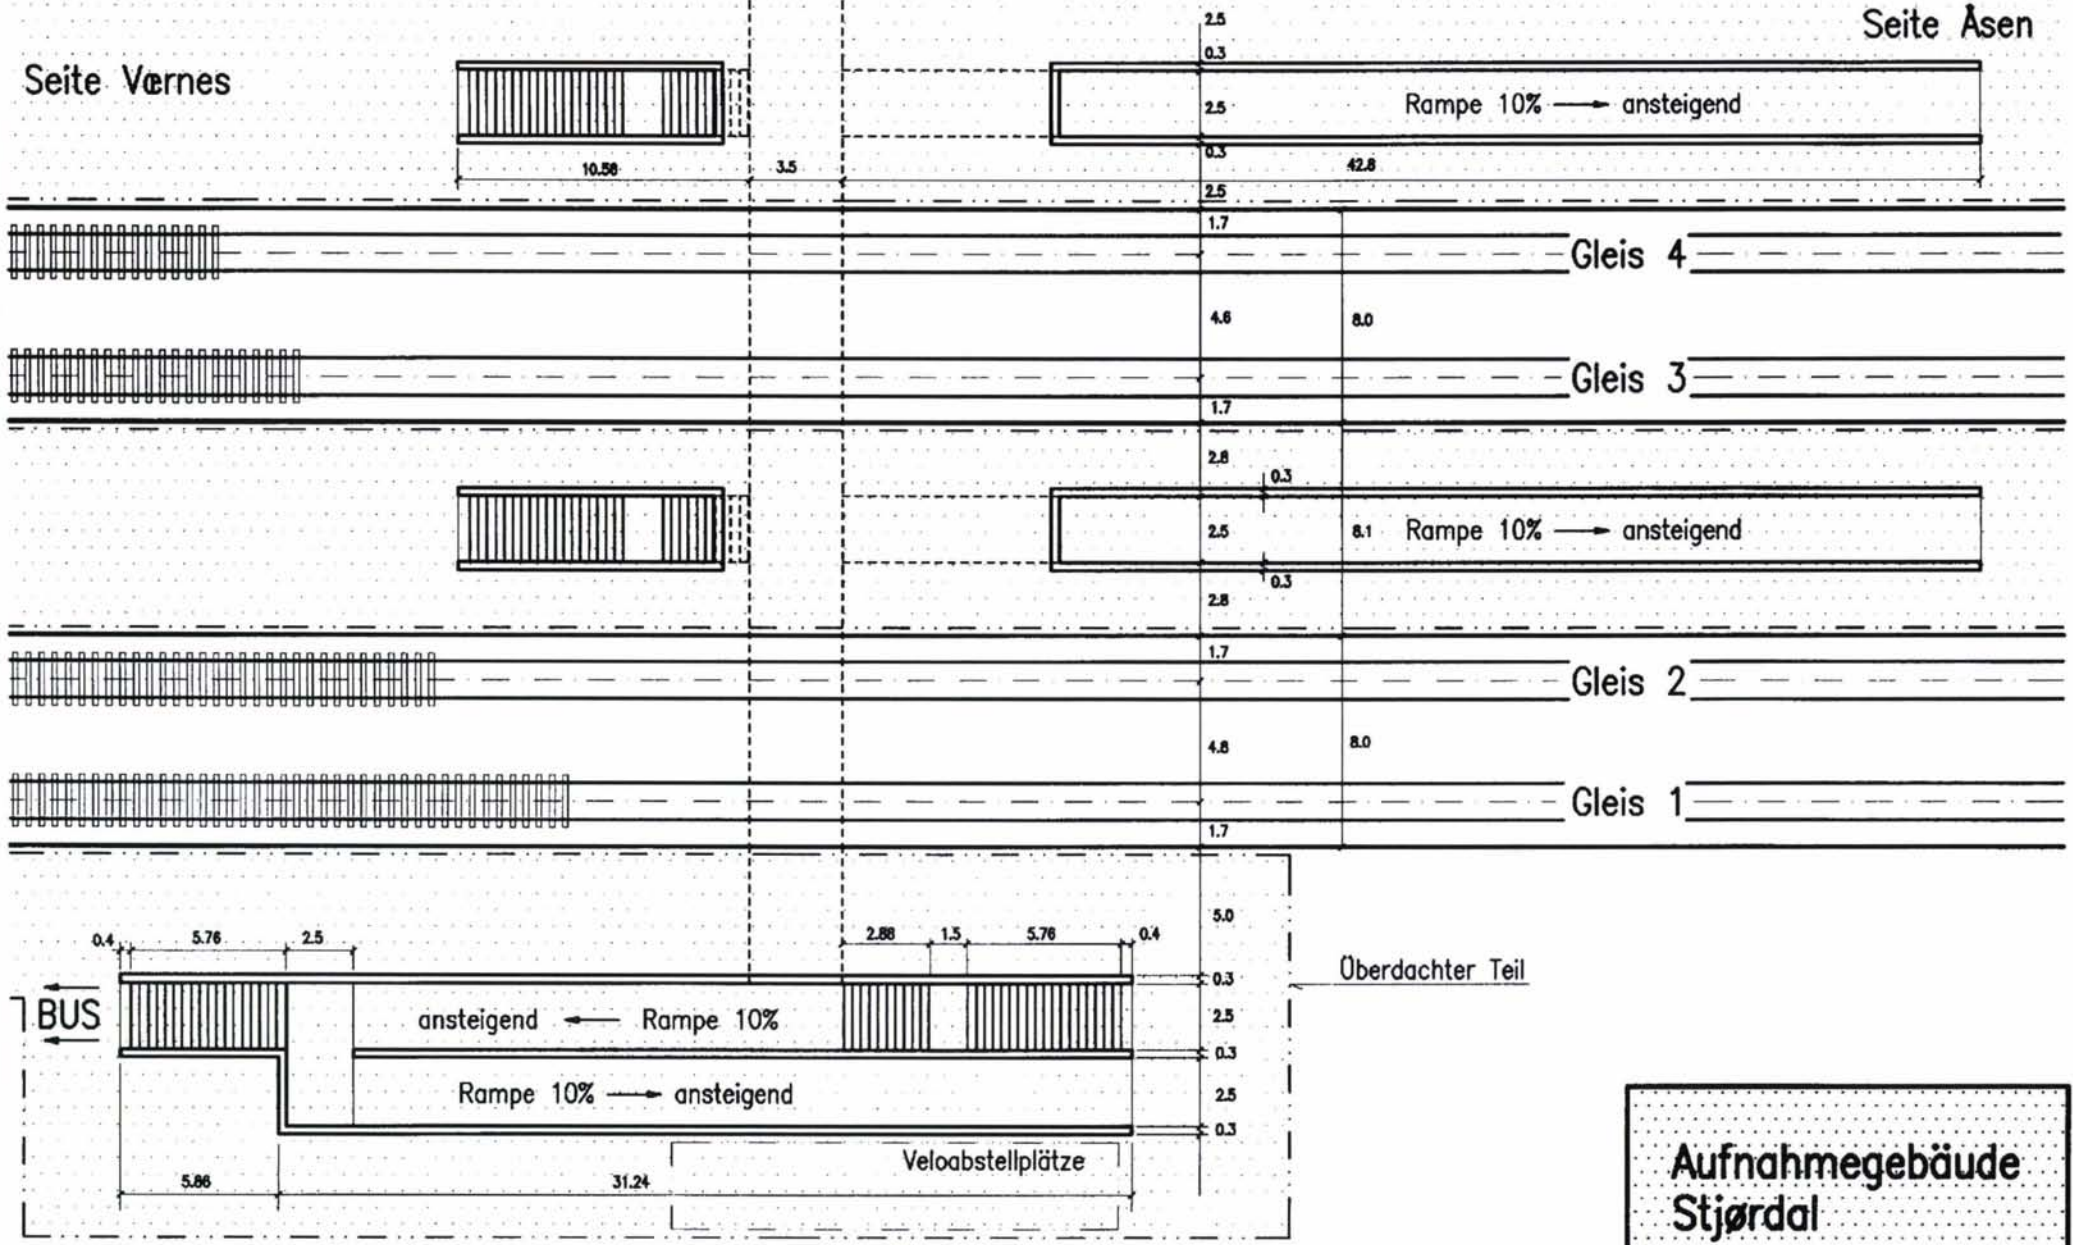 2.5
Seite Åsen
0.3
Seite Værnes
2.5
Rampe 10% → ansteigend
0.3
10.58
3.5
42.8
2.5
1.7
Gleis 4
4.6
8.0
Gleis 3
1.7
2.8
0.3
2.5
8.1
Rampe 10% → ansteigend
0.3
2.8
1.7
Gleis 2
4.8
8.0
Gleis 1
1.7
5.0
0.4
5.76
2.5
2.88
1.5
5.76
0.4
Überdachter Teil
0.3
BUS
ansteigend ← Rampe 10%
2.5
0.3
Rampe 10% → ansteigend
2.5
0.3
Veloabstellplätze
5.86
31.24
Aufnahmegebäude
Stjørdal